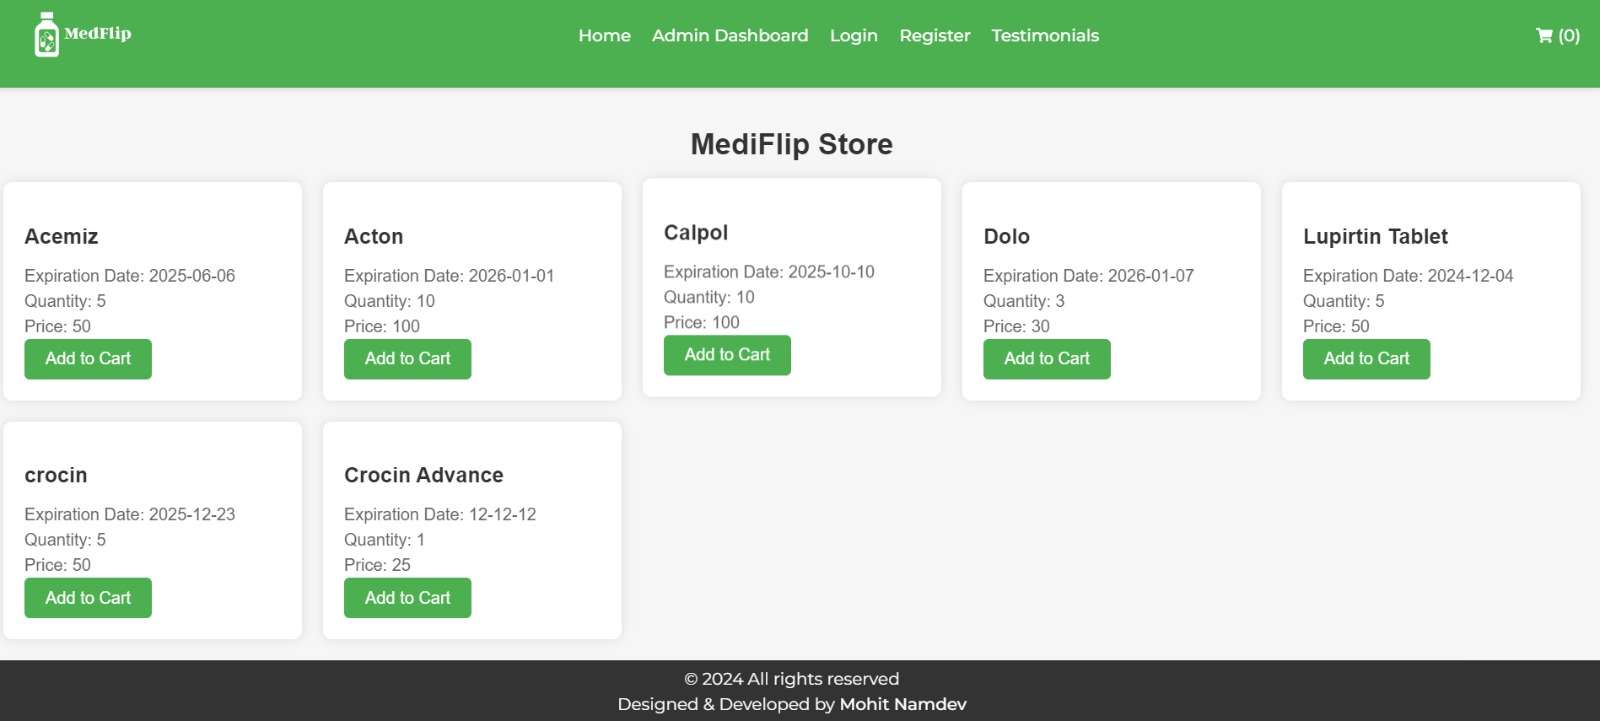 MedFlip
Home Admin Dashboard Login Register Testimonials
(0)
MediFlip Store
Acemiz
Expiration Date: 2025-06-06
Quantity: 5
Price: 50
Add to Cart
Acton
Expiration Date: 2026-01-01
Quantity: 10
Price: 100
Add to Cart
Calpol
Expiration Date: 2025-10-10
Quantity: 10
Price: 100
Add to Cart
Dolo
Expiration Date: 2026-01-07
Quantity: 3
Price: 30
Add to Cart
Lupirtin Tablet
Expiration Date: 2024-12-04
Quantity: 5
Price: 50
Add to Cart
crocin
Expiration Date: 2025-12-23
Quantity: 5
Price: 50
Add to Cart
Crocin Advance
Expiration Date: 12-12-12
Quantity: 1
Price: 25
Add to Cart
© 2024 All rights reserved
Designed & Developed by Mohit Namdev